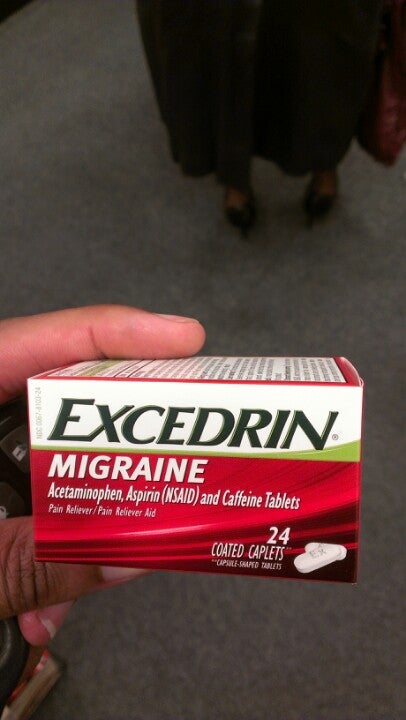 EXCEDRIN®
MIGRAINE
Acetaminophen, Aspirin (NSAID) and Caffeine Tablets
Pain Reliever/Pain Reliever Aid
24
COATED CAPLETS**
**CAPSULE-SHAPED TABLETS